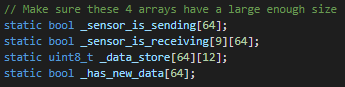 // Make sure these 4 arrays have a large enough size
static bool _sensor_is_sending[64];
static bool _sensor_is_receiving[9][64];
static uint8_t _data_store[64][12];
static bool _has_new_data[64];